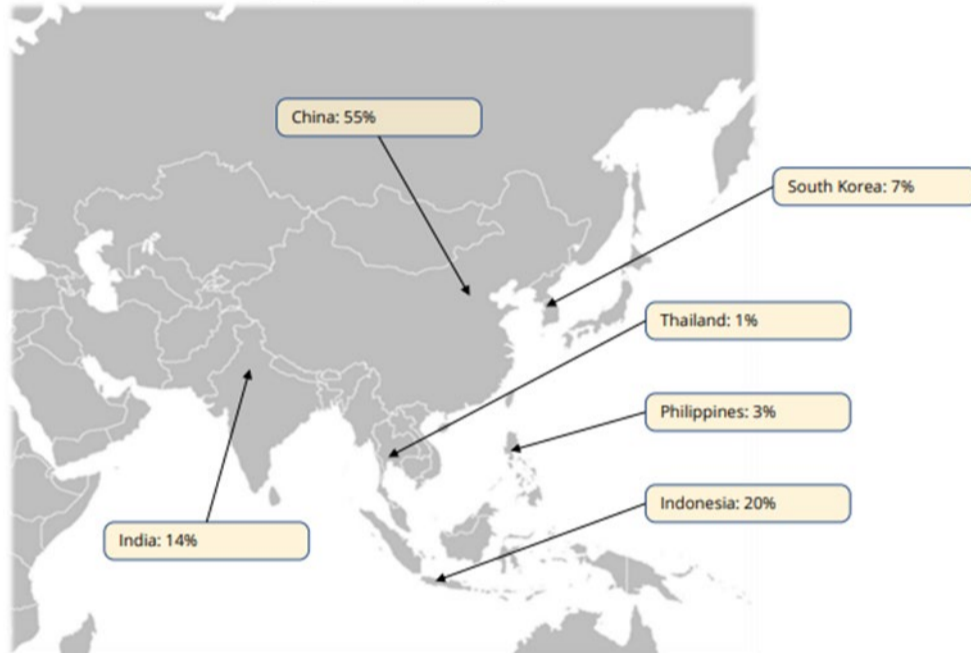 China: 55%
South Korea: 7%
Thailand: 1%
Philippines: 3%
Indonesia: 20%
India: 14%